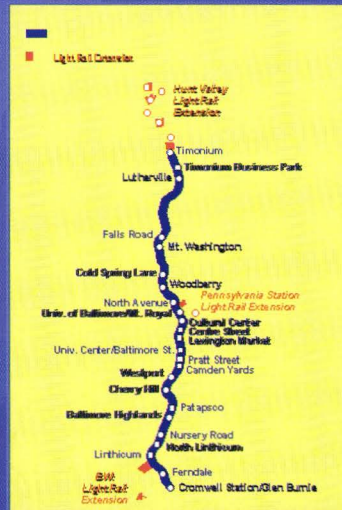 Light Rail Extension
Hunt Valley
Light Rail
Extension
Timonium
Timonium Business Park
Lutherville
Falls Road
Mt. Washington
Cold Spring Lane
Woodberry
Pennsylvania Station
North Avenue
Light Rail Extension
Univ. of Baltimore/Mt. Royal
Cultural Center
Centre Street
Lexington Market
Univ. Center/Baltimore St.
Pratt Street
Camden Yards
Westport
Cherry Hill
Patapsco
Baltimore Highlands
Nursery Road
North Linthicum
Linthicum
Ferndale
BWI
Light Rail
Extension
Cromwell Station/Glen Burnie